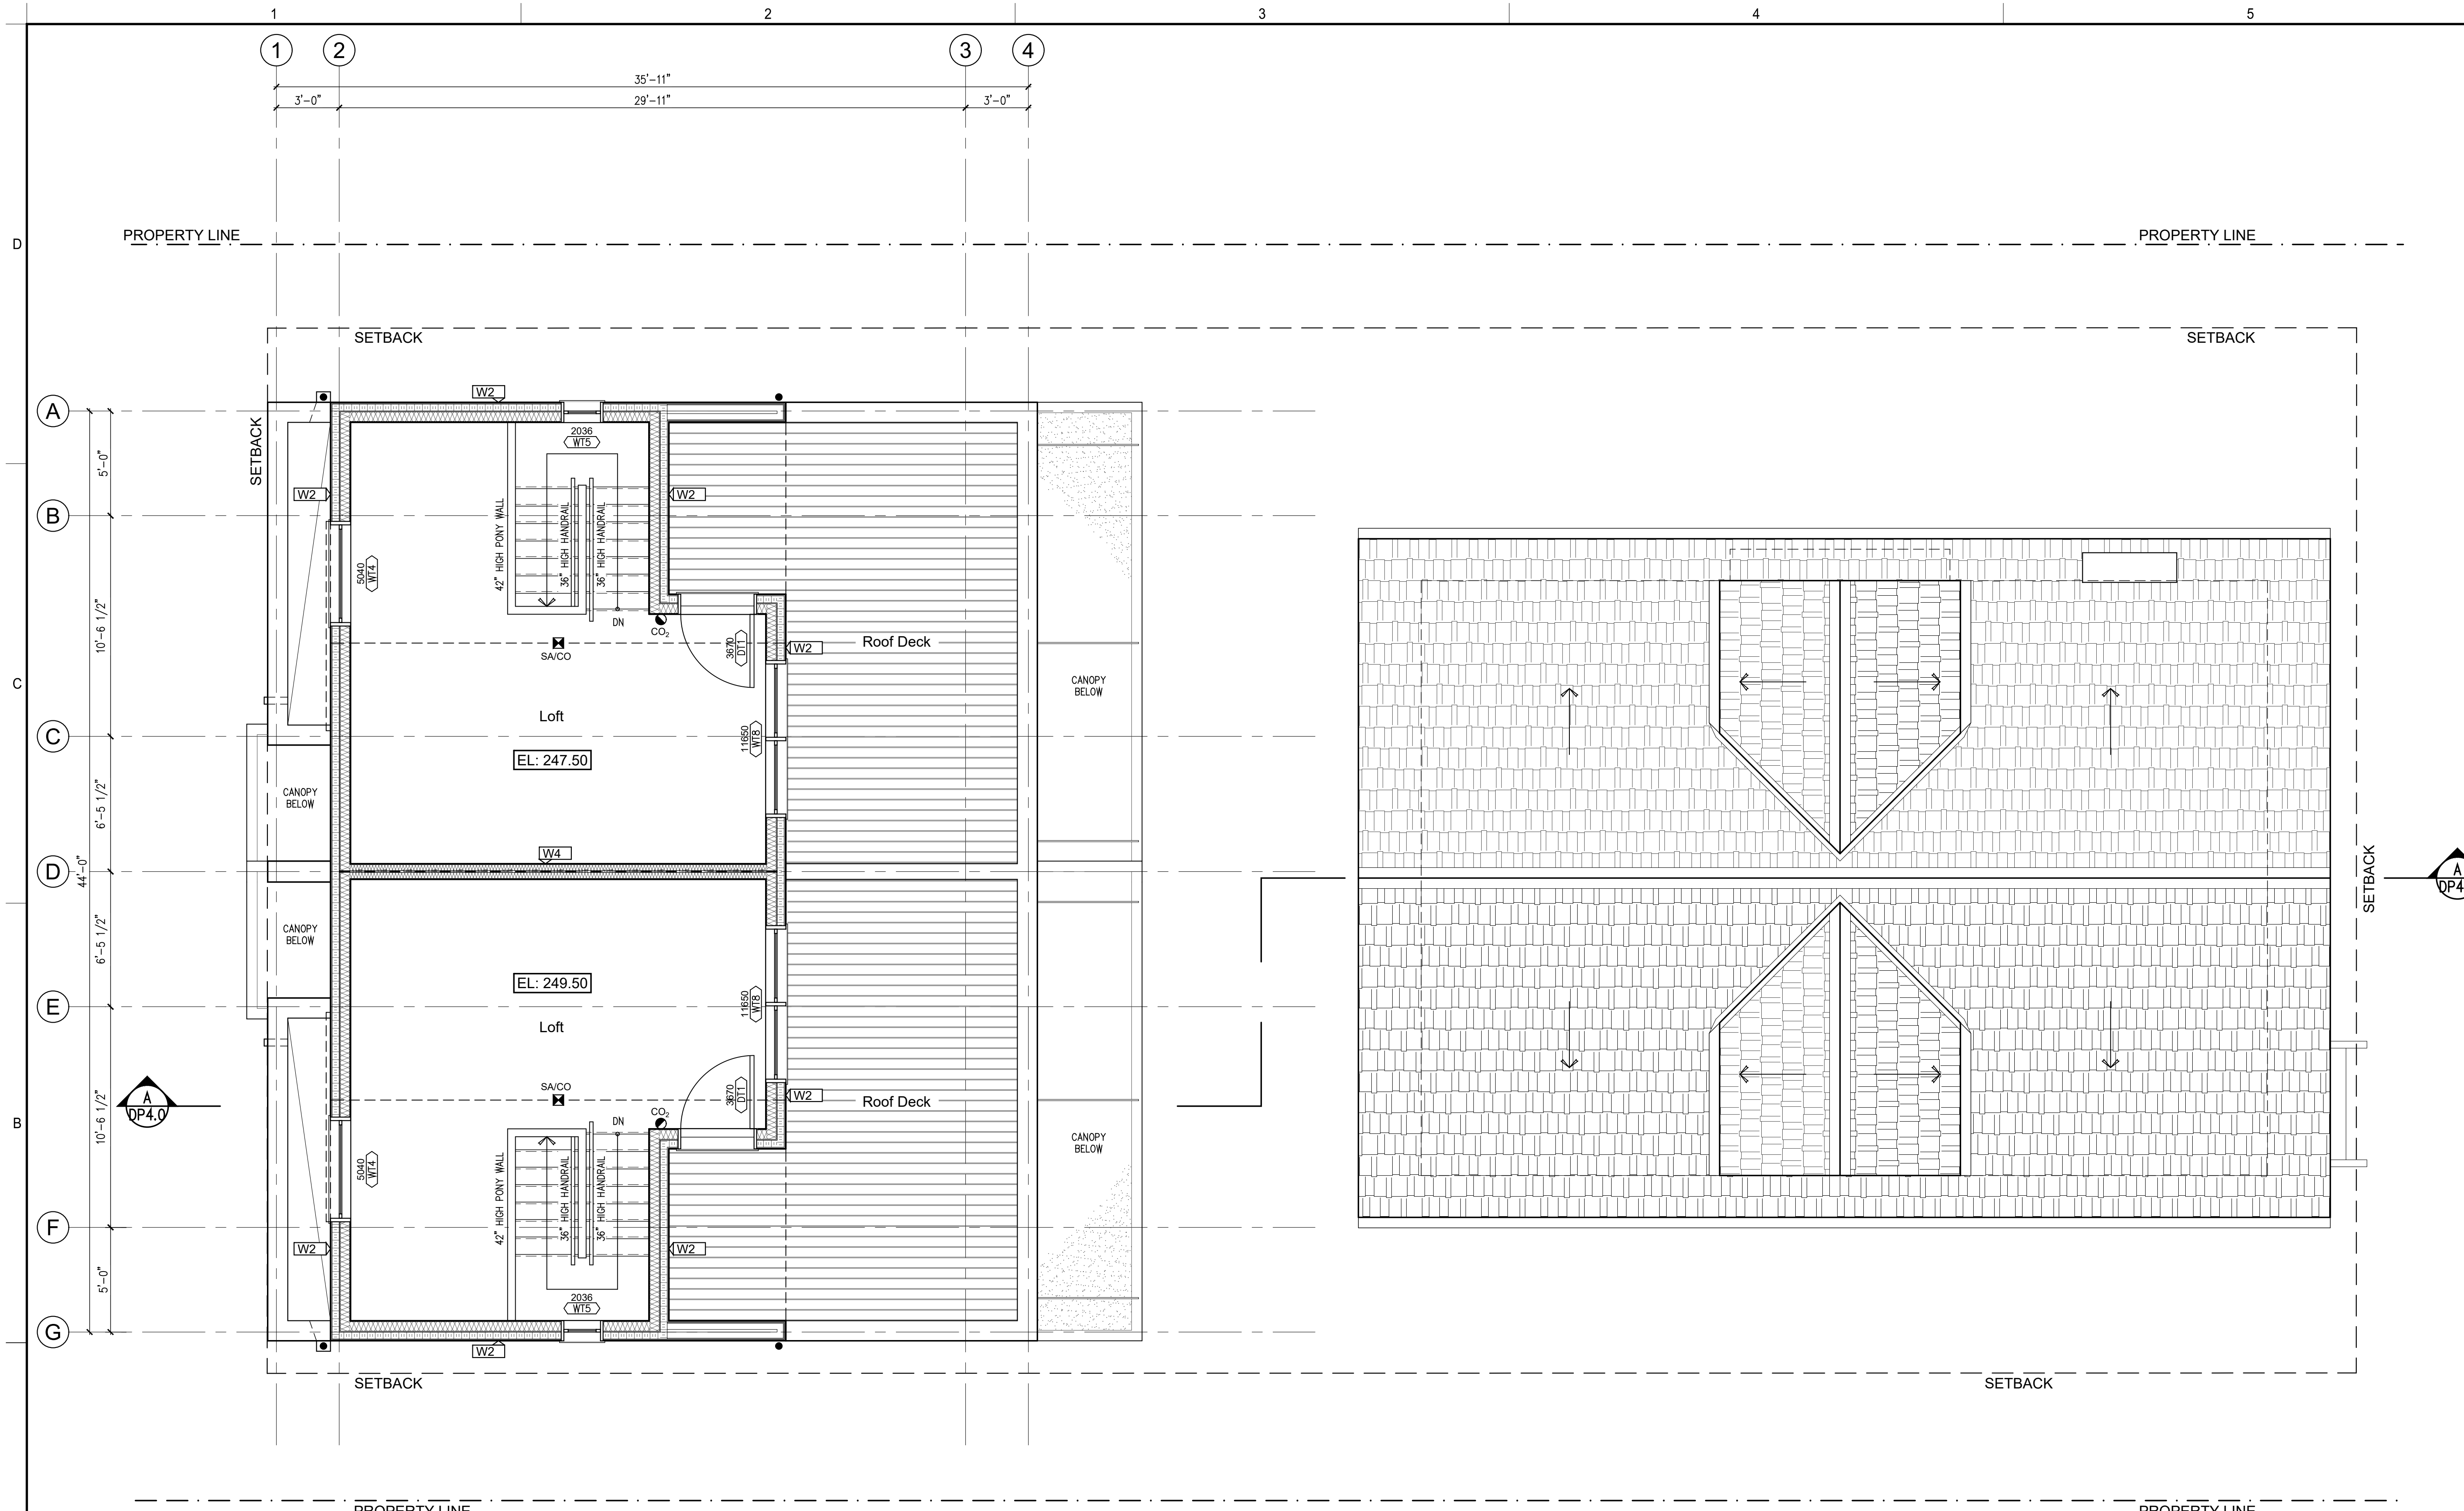 1 2 3 4 5
1 2 3 4
35'-11"
3'-0" 29'-11" 3'-0"
D
PROPERTY LINE PROPERTY LINE
SETBACK SETBACK
SETBACK
A
W2
2036
WT5
5'-0"
W2 W2
B
42" HIGH PONY WALL
36" HIGH HANDRAIL
36" HIGH HANDRAIL
5040
WT4
10'-6 1/2"
DN
CO2
SA/CO
3670
DT1
W2
Roof Deck
C
CANOPY
BELOW
Loft
C
11650
WT8
EL: 247.50
CANOPY
BELOW
6'-5 1/2"
W4
D
44'-0"
SETBACK
A
DP4
CANOPY
BELOW
6'-5 1/2"
EL: 249.50
E
11650
WT8
Loft
SA/CO
3670
DT1
W2
Roof Deck
A
DP4.0
B
10'-6 1/2"
CO2
DN
CANOPY
BELOW
5040
WT4
42" HIGH PONY WALL
36" HIGH HANDRAIL
36" HIGH HANDRAIL
F
W2 W2
5'-0"
2036
WT5
G
W2
SETBACK SETBACK
PROPERTY LINE PROPERTY LINE